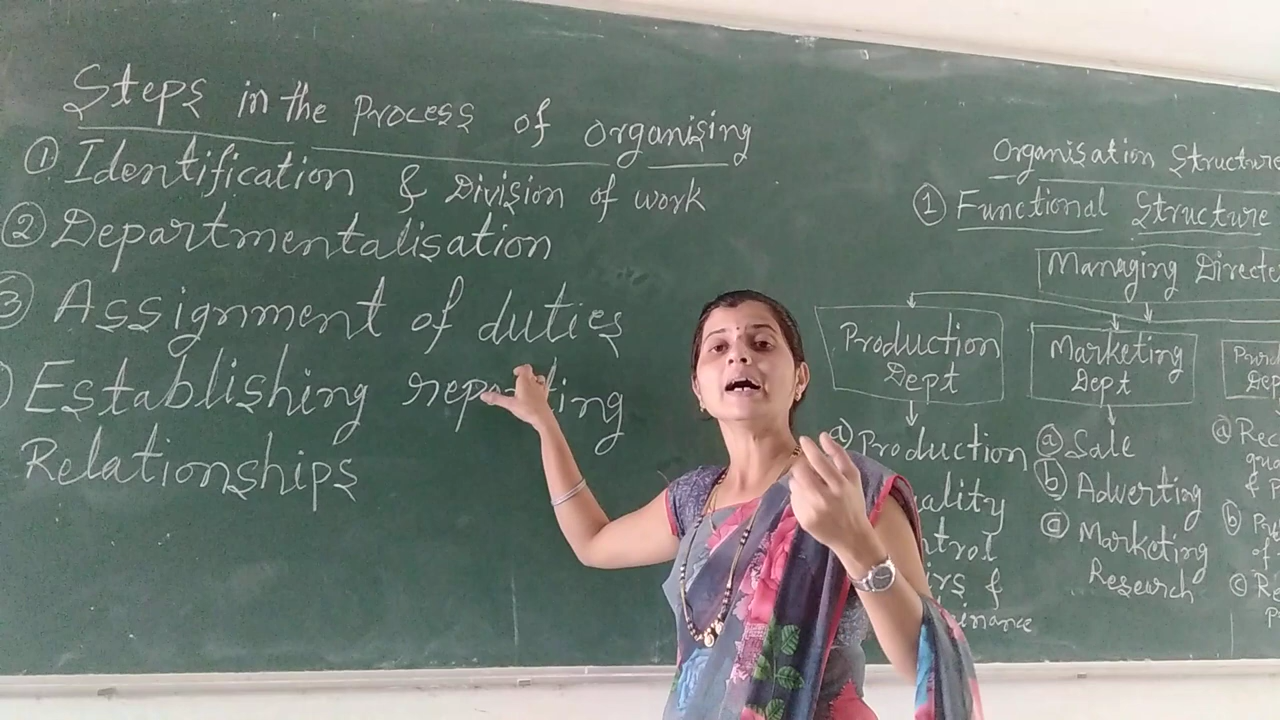 Steps in the Process of Organising
① Identification & Division of work
② Departmentalisation
③ Assignment of duties
Establishing reporting
Relationships
Organisation Structure
① Functional Structure
Managing
Production
Dept
Marketing
Dept
ⓐ Production
ⓐ Sale
ⓑ Adverting
ⓒ Marketing
Research
&
ⓐ
ⓑ
of
ⓒ